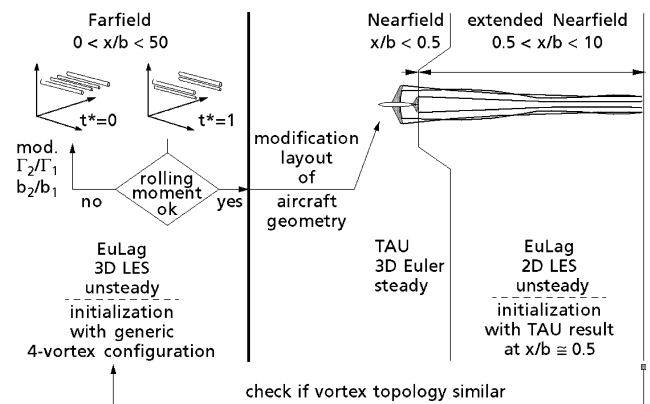 Farfield
0 < x/b < 50
Nearfield
x/b < 0.5
extended Nearfield
0.5 < x/b < 10
t*=0
t*=1
mod.
Γ2/Γ1
b2/b1
no
rolling
moment
ok
yes
modification
layout
of
aircraft
geometry
EuLag
3D LES
unsteady
initialization
with generic
4-vortex configuration
TAU
3D Euler
steady
EuLag
2D LES
unsteady
initialization
with TAU result
at x/b ≅ 0.5
check if vortex topology similar